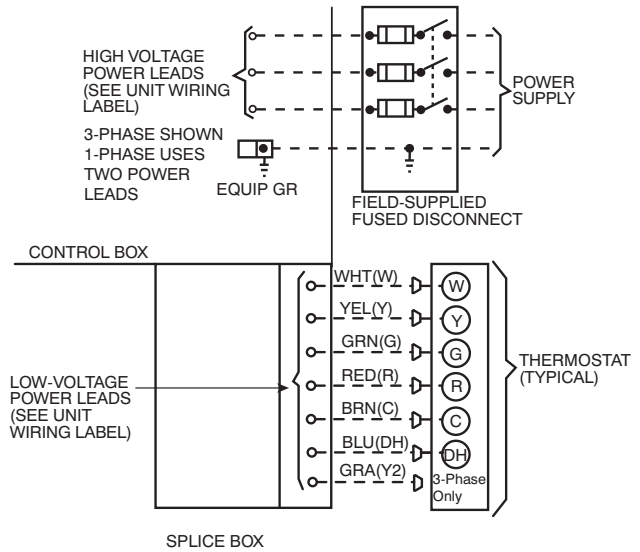 HIGH VOLTAGE
POWER LEADS
(SEE UNIT WIRING
LABEL)
POWER
SUPPLY
3-PHASE SHOWN
1-PHASE USES
TWO POWER
LEADS
EQUIP GR
FIELD-SUPPLIED
FUSED DISCONNECT
CONTROL BOX
WHT(W)
W
YEL(Y)
Y
GRN(G)
G
RED(R)
R
BRN(C)
C
BLU(DH)
DH
GRA(Y2)
3-Phase
Only
THERMOSTAT
(TYPICAL)
LOW-VOLTAGE
POWER LEADS
(SEE UNIT
WIRING LABEL)
SPLICE BOX